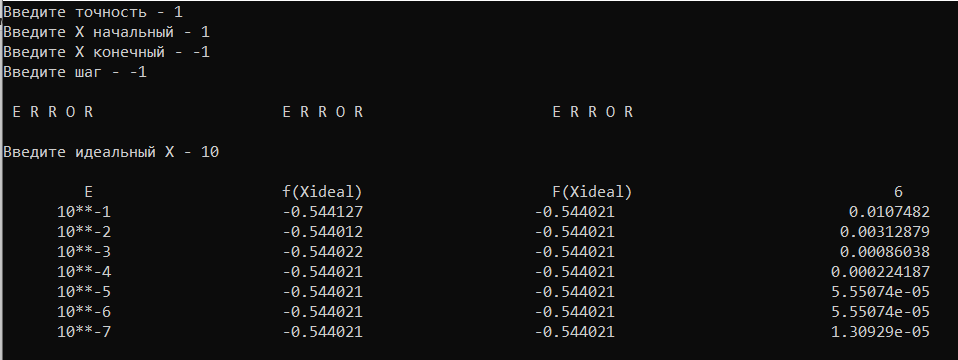 Введите точность - 1
Введите X начальный - 1
Введите X конечный - -1
Введите шаг - -1
E R R O R E R R O R E R R O R
Введите идеальный X - 10
E f(Xideal) F(Xideal) 6
10**-1 -0.544127 -0.544021 0.0107482
10**-2 -0.544012 -0.544021 0.00312879
10**-3 -0.544022 -0.544021 0.00086038
10**-4 -0.544021 -0.544021 0.000224187
10**-5 -0.544021 -0.544021 5.55074e-05
10**-6 -0.544021 -0.544021 5.55074e-05
10**-7 -0.544021 -0.544021 1.30929e-05